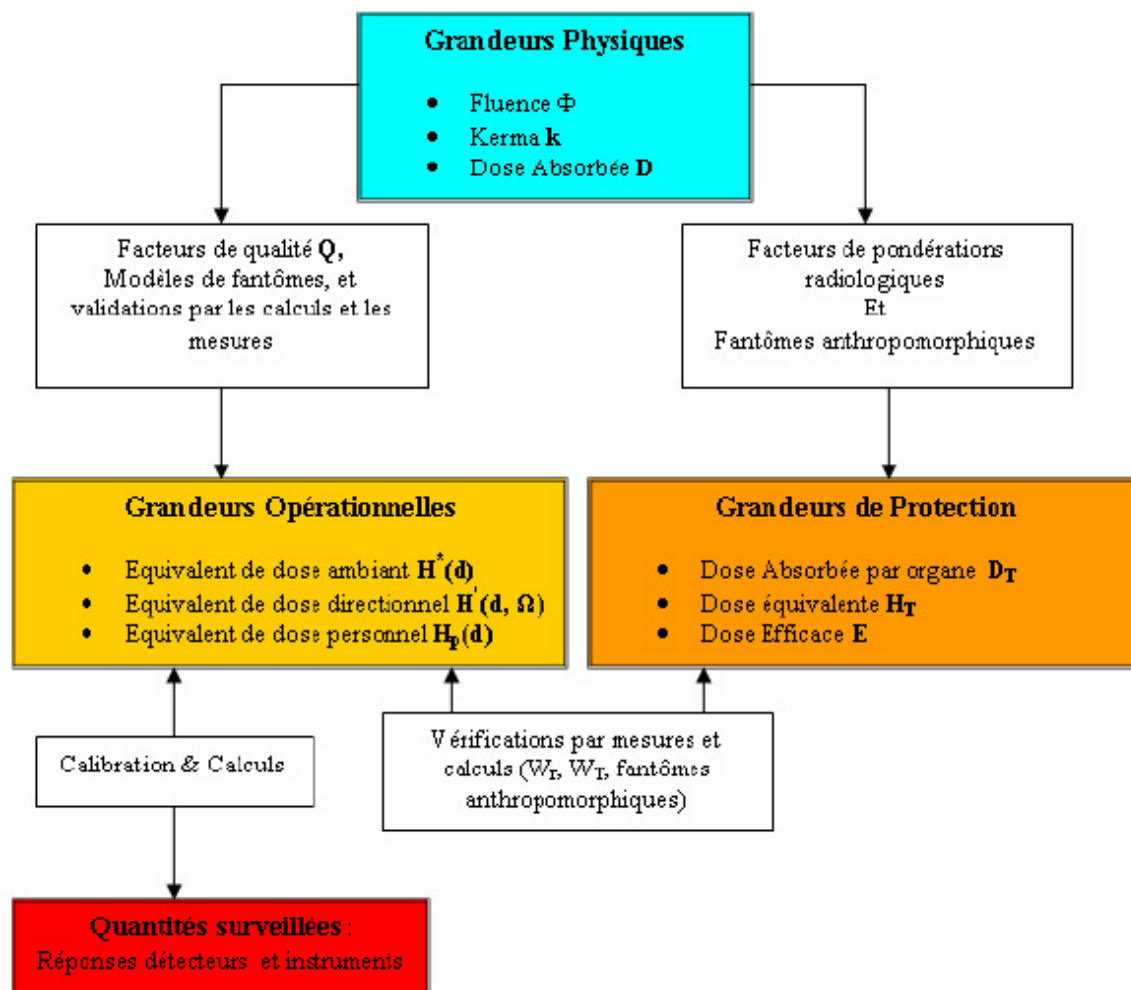 Grandeurs Physiques
• Fluence Φ
• Kerma k
• Dose Absorbée D
Facteurs de qualité Q,
Modèles de fantômes, et
validations par les calculs et les
mesures
Facteurs de pondérations
radiologiques
Et
Fantômes anthropomorphiques
Grandeurs Opérationnelles
• Equivalent de dose ambiant H*(d)
• Equivalent de dose directionnel H'(d, Ω)
• Equivalent de dose personnel Hp(d)
Grandeurs de Protection
• Dose Absorbée par organe DT
• Dose équivalente HT
• Dose Efficace E
Calibration & Calculs
Vérifications par mesures et
calculs (Wr, WT, fantômes
anthropomorphiques)
Quantités surveillées :
Réponses détecteurs et instruments